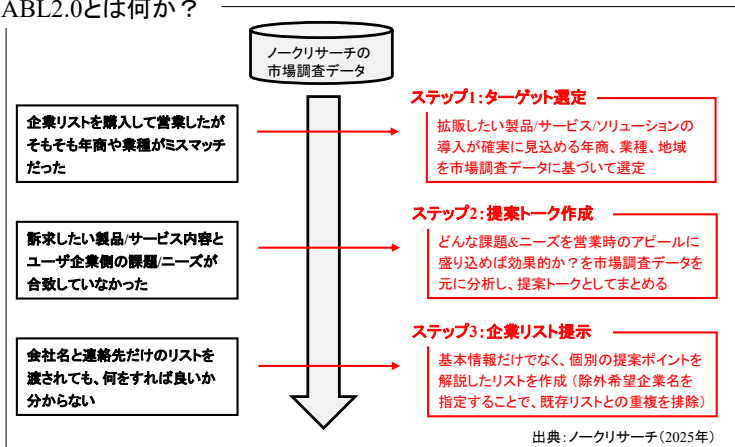 ABL2.0とは何か？
ノークリサーチの
市場調査データ
企業リストを購入して営業したが
そもそも年商や業種がミスマッチ
だった
ステップ1：ターゲット選定
拡販したい製品/サービス/ソリューションの
導入が確実に見込める年商、業種、地域
を市場調査データに基づいて選定
訴求したい製品/サービス内容と
ユーザ企業側の課題/ニーズが
合致していなかった
ステップ2：提案トーク作成
どんな課題&ニーズを営業時のアピールに
盛り込めば効果的か？を市場調査データを
元に分析し、提案トークとしてまとめる
会社名と連絡先だけのリストを
渡されても、何をすれば良いか
分からない
ステップ3：企業リスト提示
基本情報だけでなく、個別の提案ポイントを
解説したリストを作成（除外希望企業名を
指定することで、既存リストとの重複を排除）
出典：ノークリサーチ（2025年）